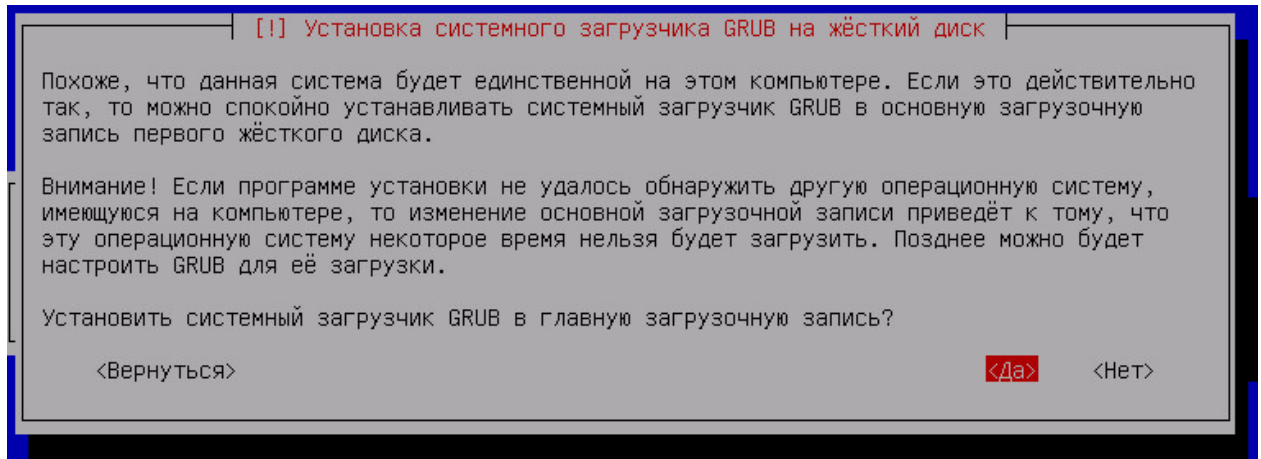 [!] Установка системного загрузчика GRUB на жёсткий диск
Похоже, что данная система будет единственной на этом компьютере. Если это действительно
так, то можно спокойно устанавливать системный загрузчик GRUB в основную загрузочную
запись первого жёсткого диска.
Внимание! Если программе установки не удалось обнаружить другую операционную систему,
имеющуюся на компьютере, то изменение основной загрузочной записи приведёт к тому, что
эту операционную систему некоторое время нельзя будет загрузить. Позднее можно будет
настроить GRUB для её загрузки.
Установить системный загрузчик GRUB в главную загрузочную запись?
<Вернуться> <Да> <Нет>